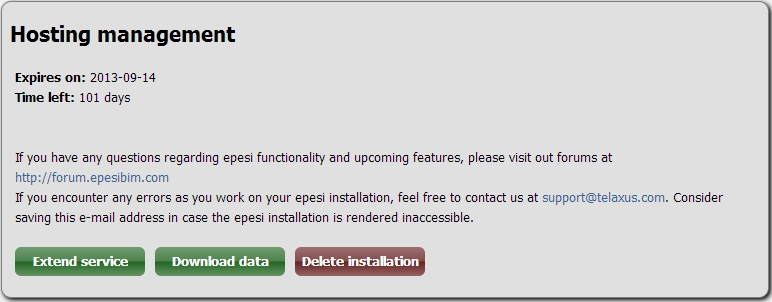 Hosting management
Expires on: 2013-09-14
Time left: 101 days
If you have any questions regarding epesi functionality and upcoming features, please visit out forums at
http://forum.epesibim.com
If you encounter any errors as you work on your epesi installation, feel free to contact us at support@telaxus.com. Consider
saving this e-mail address in case the epesi installation is rendered inaccessible.
Extend service Download data Delete installation